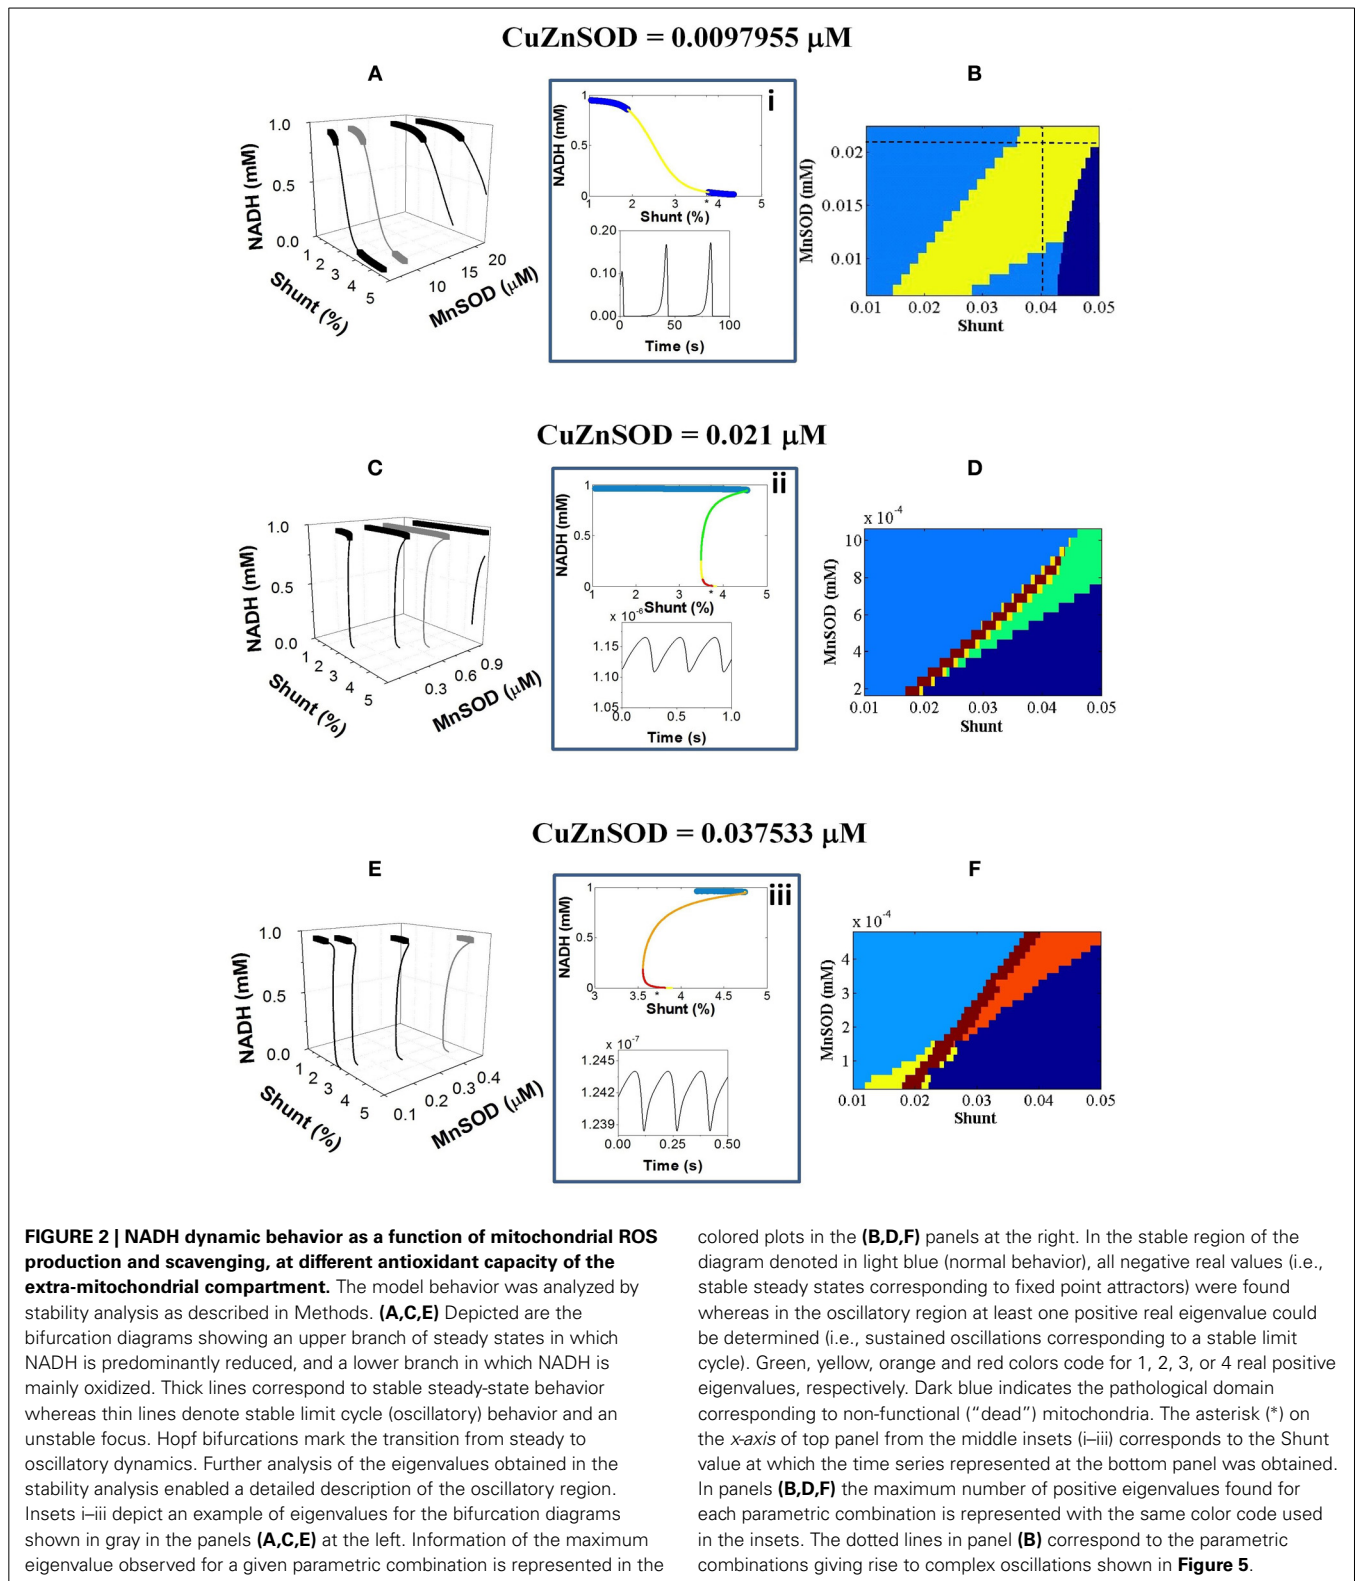 CuZnSOD = 0.0097955 µM
A
i
B
1.0
0.5
0.0
NADH (mM)
1
2
3
4
5
Shunt (%)
10
15
20
MnSOD (µM)
1
0.5
0
NADH (mM)
1 2 3 4 5
*
Shunt (%)
0.20
0.10
0.00
0 50 100
Time (s)
0.02
0.015
0.01
MnSOD (mM)
0.01 0.02 0.03 0.04 0.05
Shunt
CuZnSOD = 0.021 µM
C
ii
D
1.0
0.5
0.0
NADH (mM)
1
2
3
4
5
Shunt (%)
0.3
0.6
0.9
MnSOD (µM)
1
0.5
0
NADH (mM)
1 2 3 4 5
*
Shunt (%)
x 10⁻⁶
1.15
1.10
1.05
0.0 0.5 1.0
Time (s)
x 10⁻⁴
10
8
6
4
2
MnSOD (mM)
0.01 0.02 0.03 0.04 0.05
Shunt
CuZnSOD = 0.037533 µM
E
iii
F
1.0
0.5
0.0
NADH (mM)
1
2
3
4
5
Shunt (%)
0.1
0.2
0.3
0.4
MnSOD (µM)
1
0.5
0
NADH (mM)
3 3.5 4 4.5 5
*
Shunt (%)
x 10⁻⁷
1.245
1.242
1.239
0.00 0.25 0.50
Time (s)
x 10⁻⁴
4
3
2
1
MnSOD (mM)
0.01 0.02 0.03 0.04 0.05
Shunt
FIGURE 2 | NADH dynamic behavior as a function of mitochondrial ROS
production and scavenging, at different antioxidant capacity of the
extra-mitochondrial compartment. The model behavior was analyzed by
stability analysis as described in Methods. (A,C,E) Depicted are the
bifurcation diagrams showing an upper branch of steady states in which
NADH is predominantly reduced, and a lower branch in which NADH is
mainly oxidized. Thick lines correspond to stable steady-state behavior
whereas thin lines denote stable limit cycle (oscillatory) behavior and an
unstable focus. Hopf bifurcations mark the transition from steady to
oscillatory dynamics. Further analysis of the eigenvalues obtained in the
stability analysis enabled a detailed description of the oscillatory region.
Insets i–iii depict an example of eigenvalues for the bifurcation diagrams
shown in gray in the panels (A,C,E) at the left. Information of the maximum
eigenvalue observed for a given parametric combination is represented in the
colored plots in the (B,D,F) panels at the right. In the stable region of the
diagram denoted in light blue (normal behavior), all negative real values (i.e.,
stable steady states corresponding to fixed point attractors) were found
whereas in the oscillatory region at least one positive real eigenvalue could
be determined (i.e., sustained oscillations corresponding to a stable limit
cycle). Green, yellow, orange and red colors code for 1, 2, 3, or 4 real positive
eigenvalues, respectively. Dark blue indicates the pathological domain
corresponding to non-functional (“dead”) mitochondria. The asterisk (*) on
the x-axis of top panel from the middle insets (i–iii) corresponds to the Shunt
value at which the time series represented at the bottom panel was obtained.
In panels (B,D,F) the maximum number of positive eigenvalues found for
each parametric combination is represented with the same color code used
in the insets. The dotted lines in panel (B) correspond to the parametric
combinations giving rise to complex oscillations shown in Figure 5.